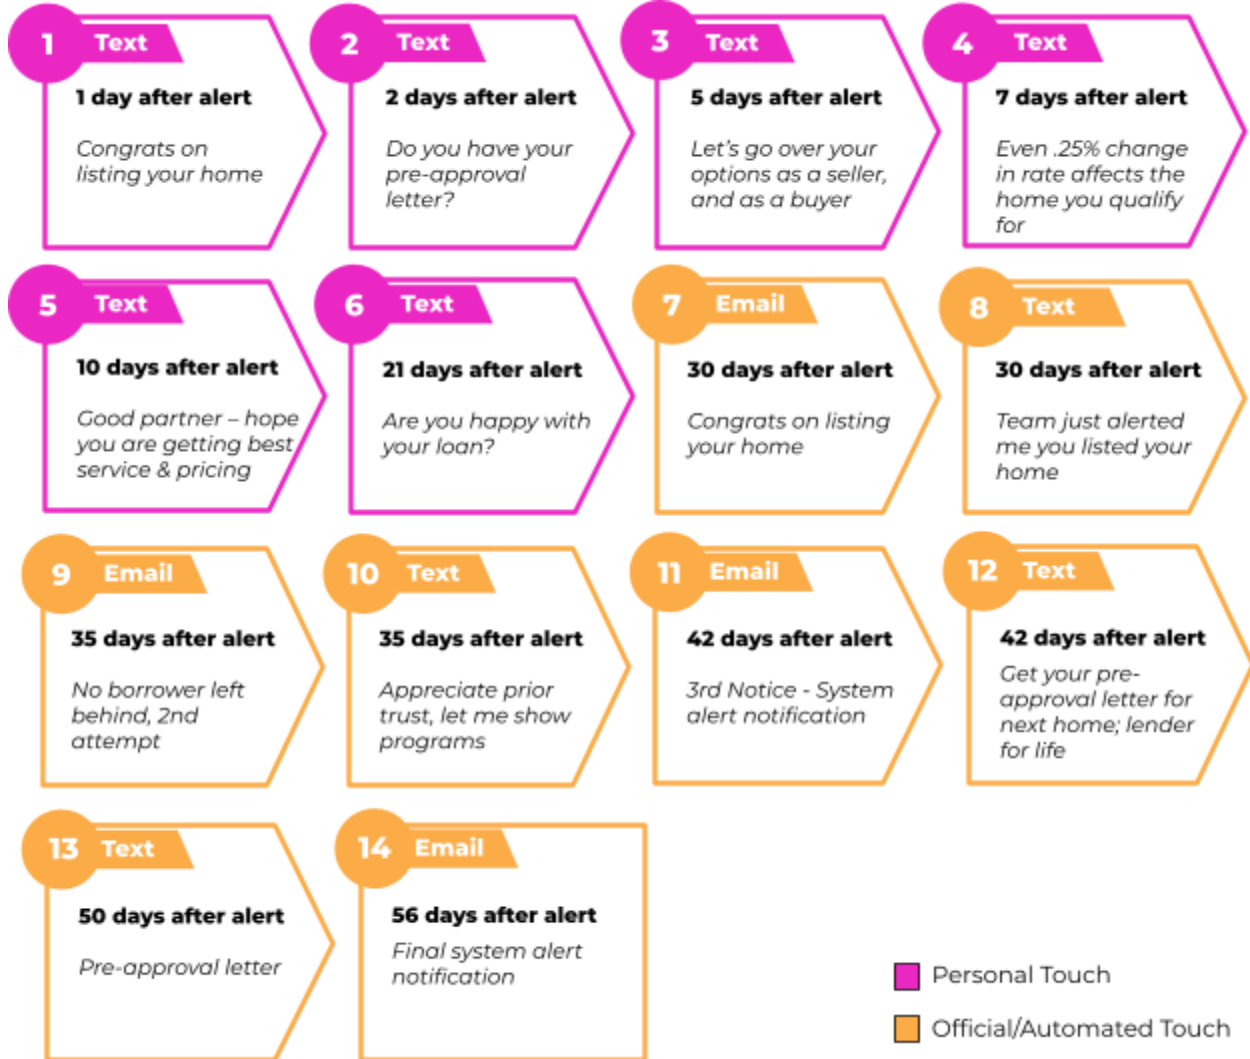 1 Text
1 day after alert
Congrats on
listing your home
2 Text
2 days after alert
Do you have your
pre-approval
letter?
3 Text
5 days after alert
Let's go over your
options as a seller,
and as a buyer
4 Text
7 days after alert
Even .25% change
in rate affects the
home you qualify
for
5 Text
10 days after alert
Good partner – hope
you are getting best
service & pricing
6 Text
21 days after alert
Are you happy with
your loan?
7 Email
30 days after alert
Congrats on listing
your home
8 Text
30 days after alert
Team just alerted
me you listed your
home
9 Email
35 days after alert
No borrower left
behind, 2nd
attempt
10 Text
35 days after alert
Appreciate prior
trust, let me show
programs
11 Email
42 days after alert
3rd Notice - System
alert notification
12 Text
42 days after alert
Get your pre-
approval letter for
next home; lender
for life
13 Text
50 days after alert
Pre-approval letter
14 Email
56 days after alert
Final system alert
notification
Personal Touch
Official/Automated Touch